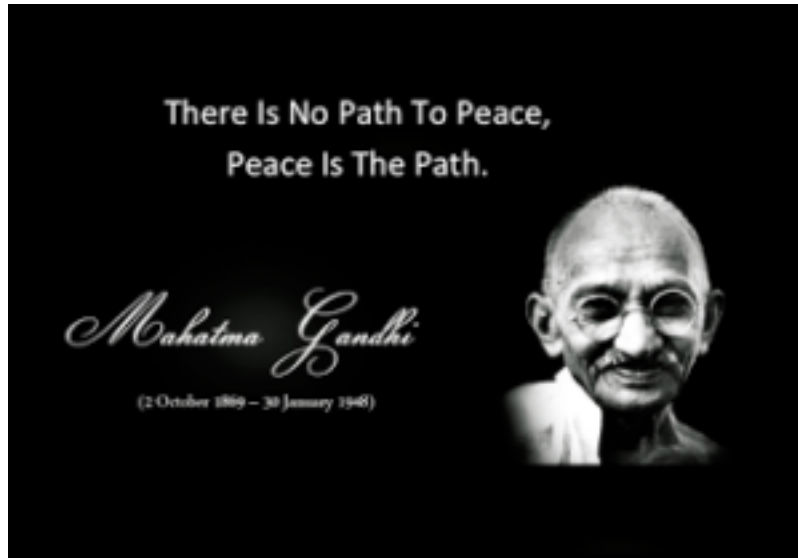 There Is No Path To Peace,
Peace Is The Path.
Mahatma Gandhi
(2 October 1869 – 30 January 1948)